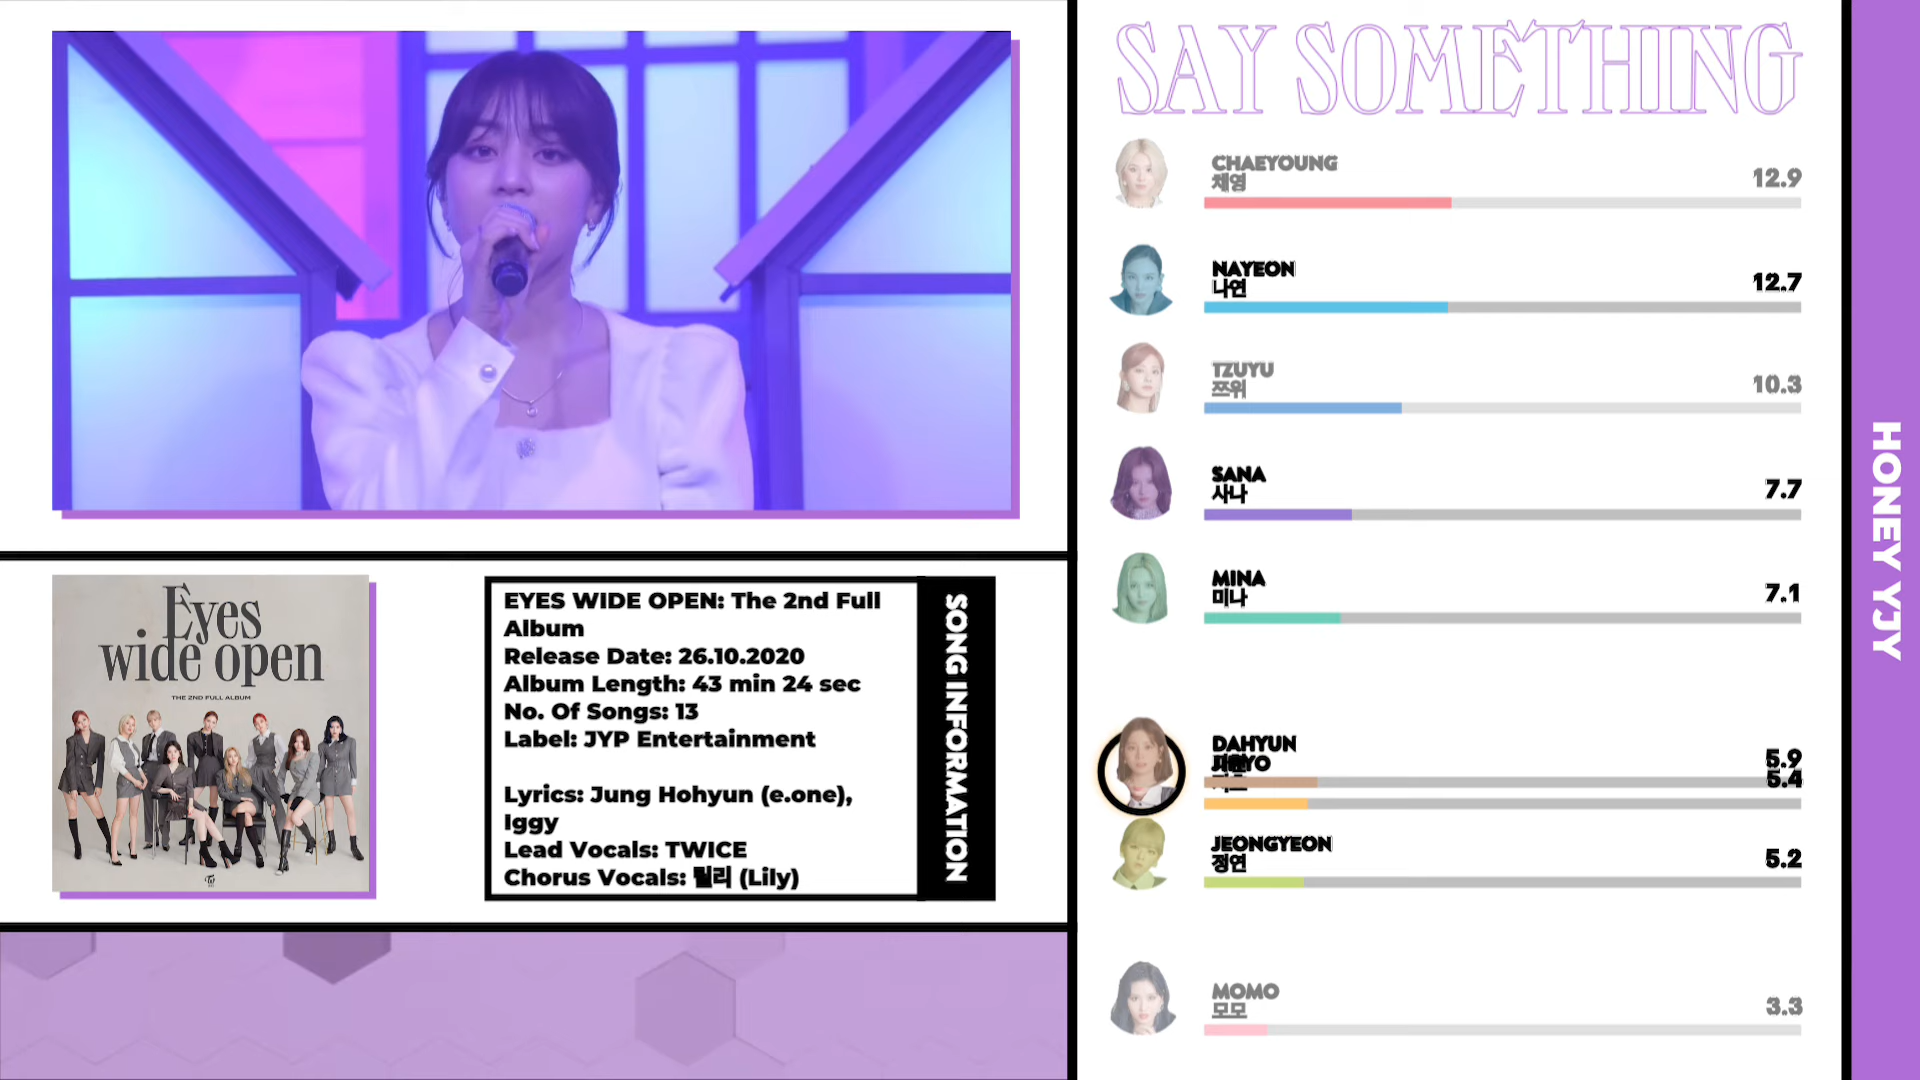 SAY SOMETHING
CHAEYOUNG
채영
12.9
NAYEON
나연
12.7
TZUYU
쯔위
10.3
SANA
사나
7.7
MINA
미나
7.1
DAHYUN
5.9
5.4
JEONGYEON
정연
5.2
MOMO
모모
3.3
HONEY YJY
Eyes
wide open
THE 2ND FULL ALBUM
EYES WIDE OPEN: The 2nd Full
Album
Release Date: 26.10.2020
Album Length: 43 min 24 sec
No. Of Songs: 13
Label: JYP Entertainment
Lyrics: Jung Hohyun (e.one),
Iggy
Lead Vocals: TWICE
Chorus Vocals: 릴리 (Lily)
SONG INFORMATION